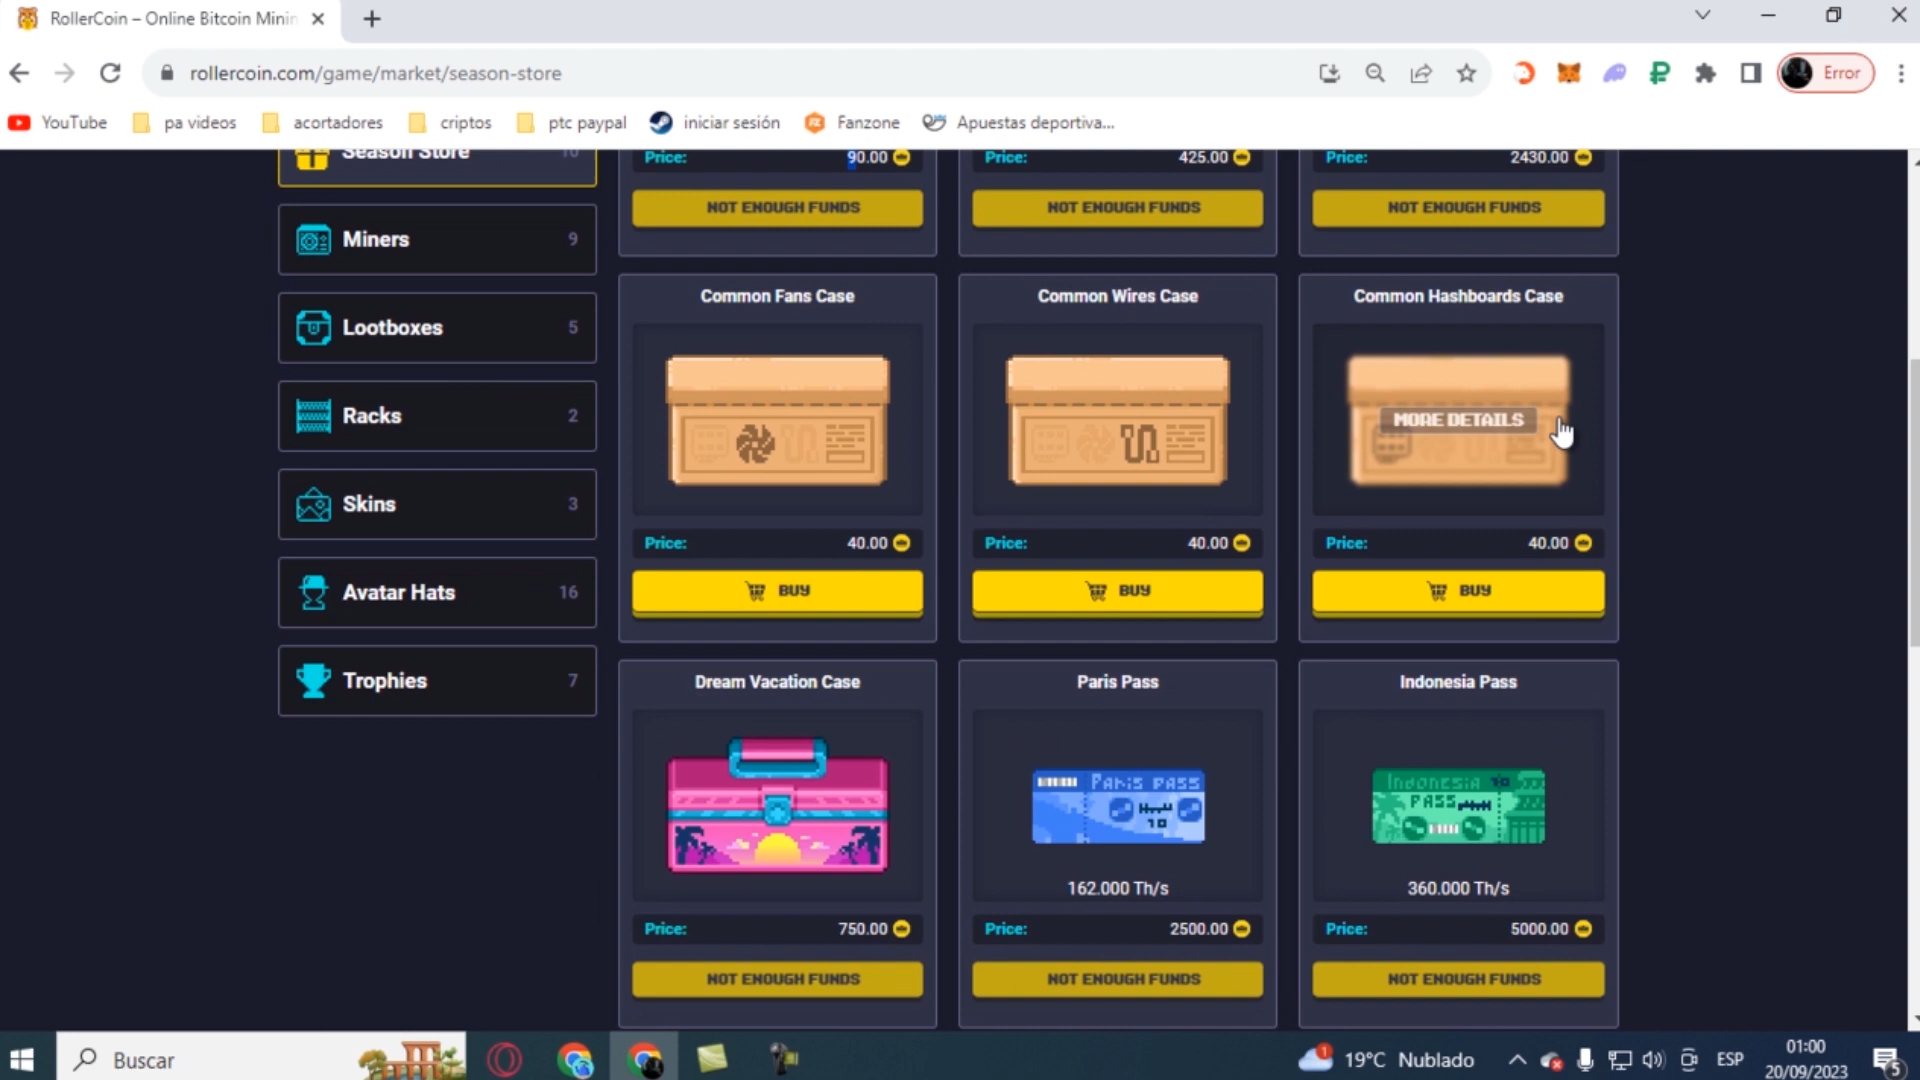 RollerCoin – Online Bitcoin Minin
rollercoin.com/game/market/season-store
Error
YouTube
pa videos
acortadores
criptos
ptc paypal
iniciar sesión
Fanzone
Apuestas deportiva...
Season Store 10
Miners 9
Lootboxes 5
Racks 2
Skins 3
Avatar Hats 16
Trophies 7
Price: 90.00
NOT ENOUGH FUNDS
Price: 425.00
NOT ENOUGH FUNDS
Price: 2430.00
NOT ENOUGH FUNDS
Common Fans Case
Price: 40.00
BUY
Common Wires Case
Price: 40.00
BUY
Common Hashboards Case
MORE DETAILS
Price: 40.00
BUY
Dream Vacation Case
Price: 750.00
NOT ENOUGH FUNDS
Paris Pass
Paris Pass
10
162.000 Th/s
Price: 2500.00
NOT ENOUGH FUNDS
Indonesia Pass
Indonesia 10
PASS
360.000 Th/s
Price: 5000.00
NOT ENOUGH FUNDS
Buscar
1
19°C Nublado
ESP
01:00
20/09/2023
5